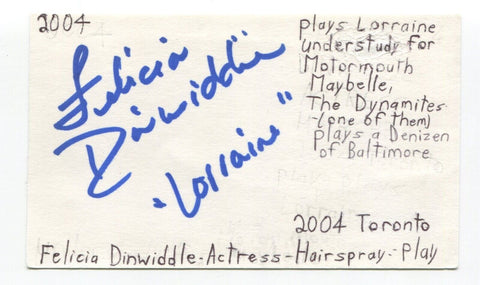 2004
Felicia
Dinwiddie
"Lorraine"
plays Lorraine
understudy for
Motormouth
Maybelle,
The Dynamites
(one of them)
plays a Denizen
of Baltimore
2004 Toronto
Felicia Dinwiddle-Actress-Hairspray-Play